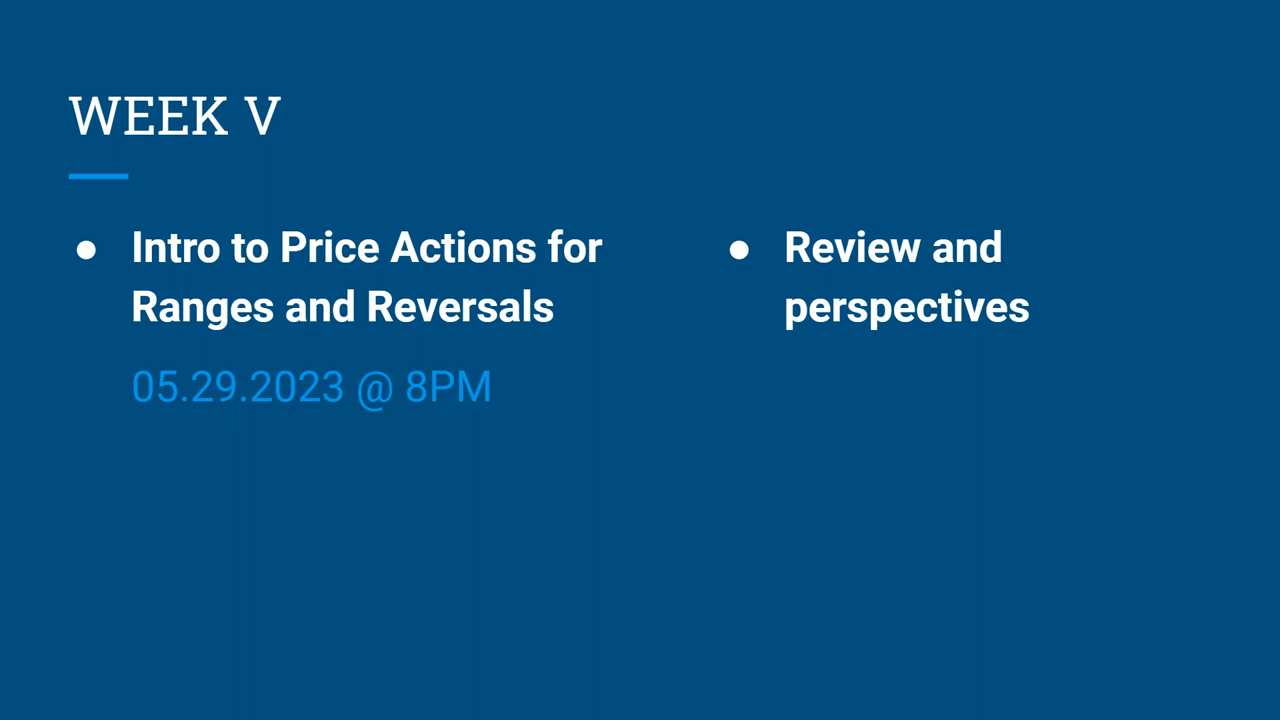 WEEK V
● Intro to Price Actions for
Ranges and Reversals
05.29.2023 @ 8PM
● Review and
perspectives